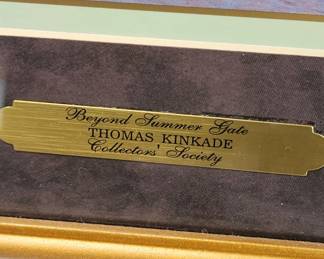 Beyond Summer Gate
THOMAS KINKADE
Collectors' Society